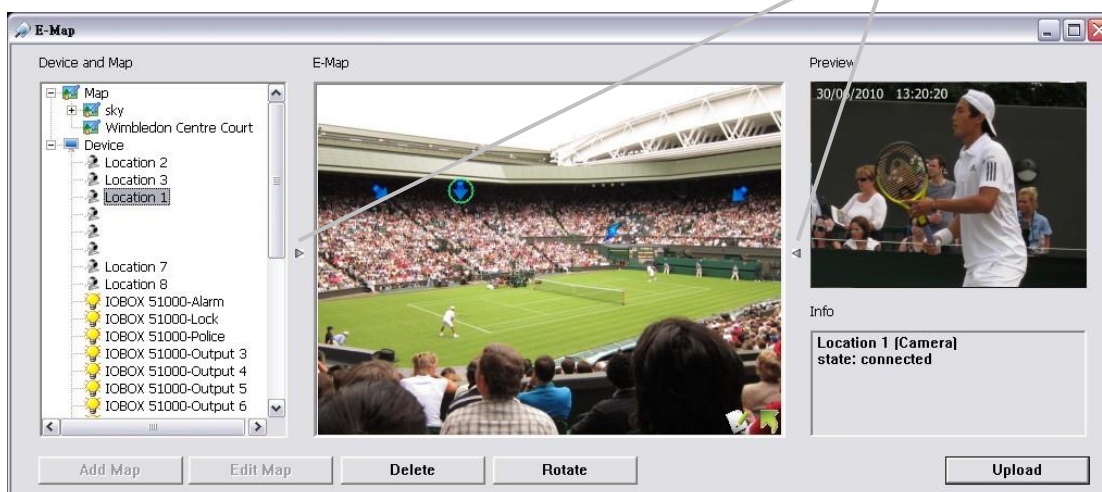 E-Map
Device and Map
E-Map
Preview
Map
sky
Wimbledon Centre Court
Device
Location 2
Location 3
Location 1
Location 7
Location 8
IOBOX 51000-Alarm
IOBOX 51000-Lock
IOBOX 51000-Police
IOBOX 51000-Output 3
IOBOX 51000-Output 4
IOBOX 51000-Output 5
IOBOX 51000-Output 6
30/06/2010 13:20:20
Info
Location 1 (Camera)
state: connected
Add Map
Edit Map
Delete
Rotate
Upload